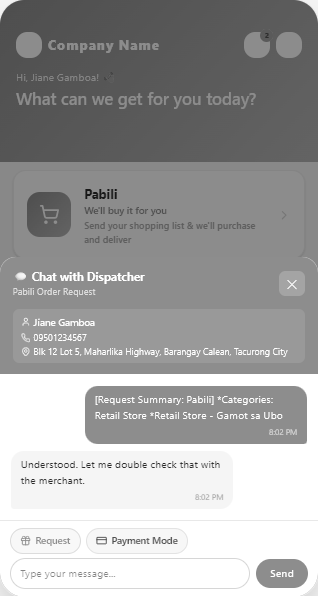 Company Name
2
Hi, Jiane Gamboa!
What can we get for you today?
Pabili
We'll buy it for you
Send your shopping list & we'll purchase
and deliver
Chat with Dispatcher
Pabili Order Request
Jiane Gamboa
09501234567
Blk 12 Lot 5, Maharlika Highway, Barangay Calean, Tacurong City
[Request Summary: Pabili] *Categories:
Retail Store *Retail Store - Gamot sa Ubo
8:02 PM
Understood. Let me double check that with
the merchant.
8:02 PM
Request
Payment Mode
Type your message...
Send